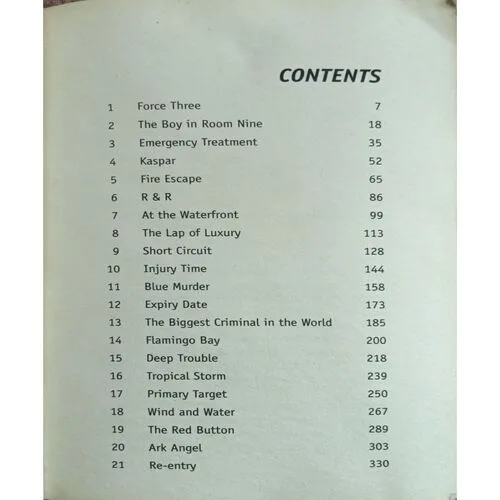 CONTENTS
1 Force Three 7
2 The Boy in Room Nine 18
3 Emergency Treatment 35
4 Kaspar 52
5 Fire Escape 65
6 R & R 86
7 At the Waterfront 99
8 The Lap of Luxury 113
9 Short Circuit 128
10 Injury Time 144
11 Blue Murder 158
12 Expiry Date 173
13 The Biggest Criminal in the World 185
14 Flamingo Bay 200
15 Deep Trouble 218
16 Tropical Storm 239
17 Primary Target 250
18 Wind and Water 267
19 The Red Button 289
20 Ark Angel 303
21 Re-entry 330